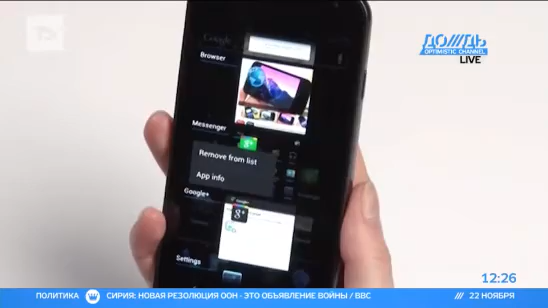 Google
ДОЖДЬ
OPTIMISTIC CHANNEL
LIVE
Browser
Messenger
Remove from list
App info
Google+
Settings
12:26
ПОЛИТИКА
СИРИЯ: НОВАЯ РЕЗОЛЮЦИЯ ООН - ЭТО ОБЪЯВЛЕНИЕ ВОЙНЫ / BBC
// 22 НОЯБРЯ